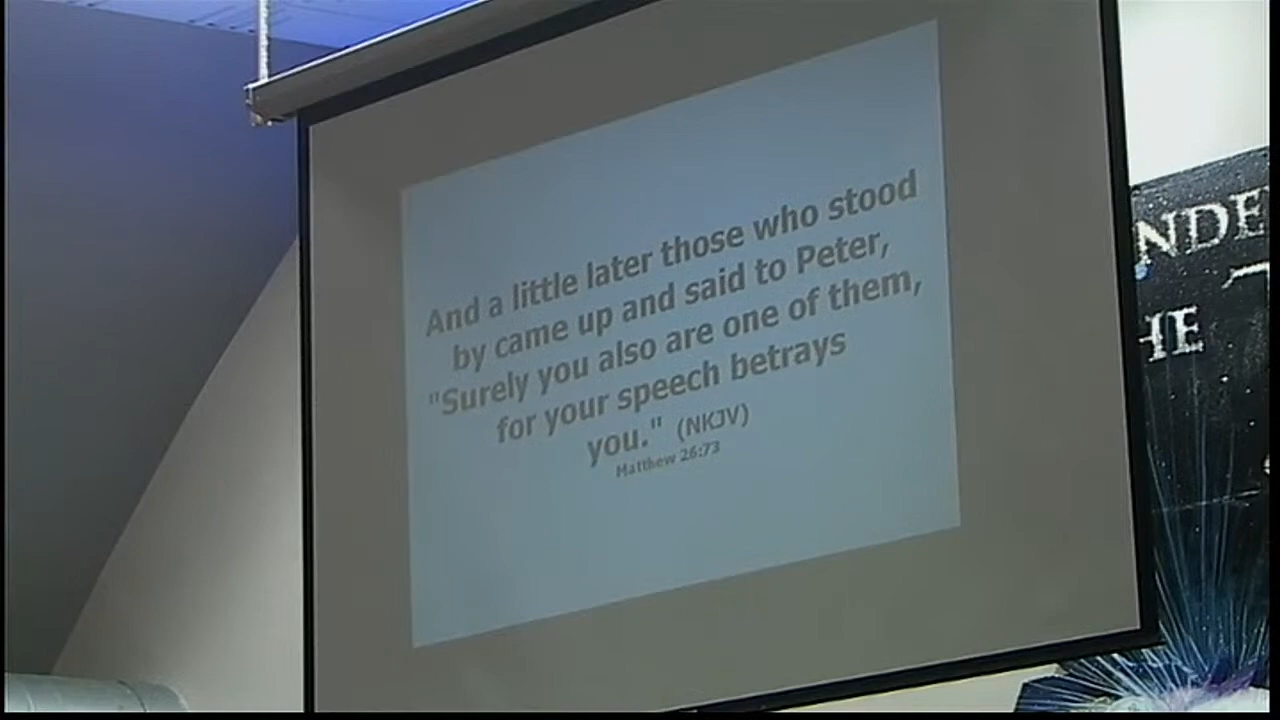 And a little later those who stood
by came up and said to Peter,
"Surely you also are one of them,
for your speech betrays
you." (NKJV)
Matthew 26:73
NDE
HE